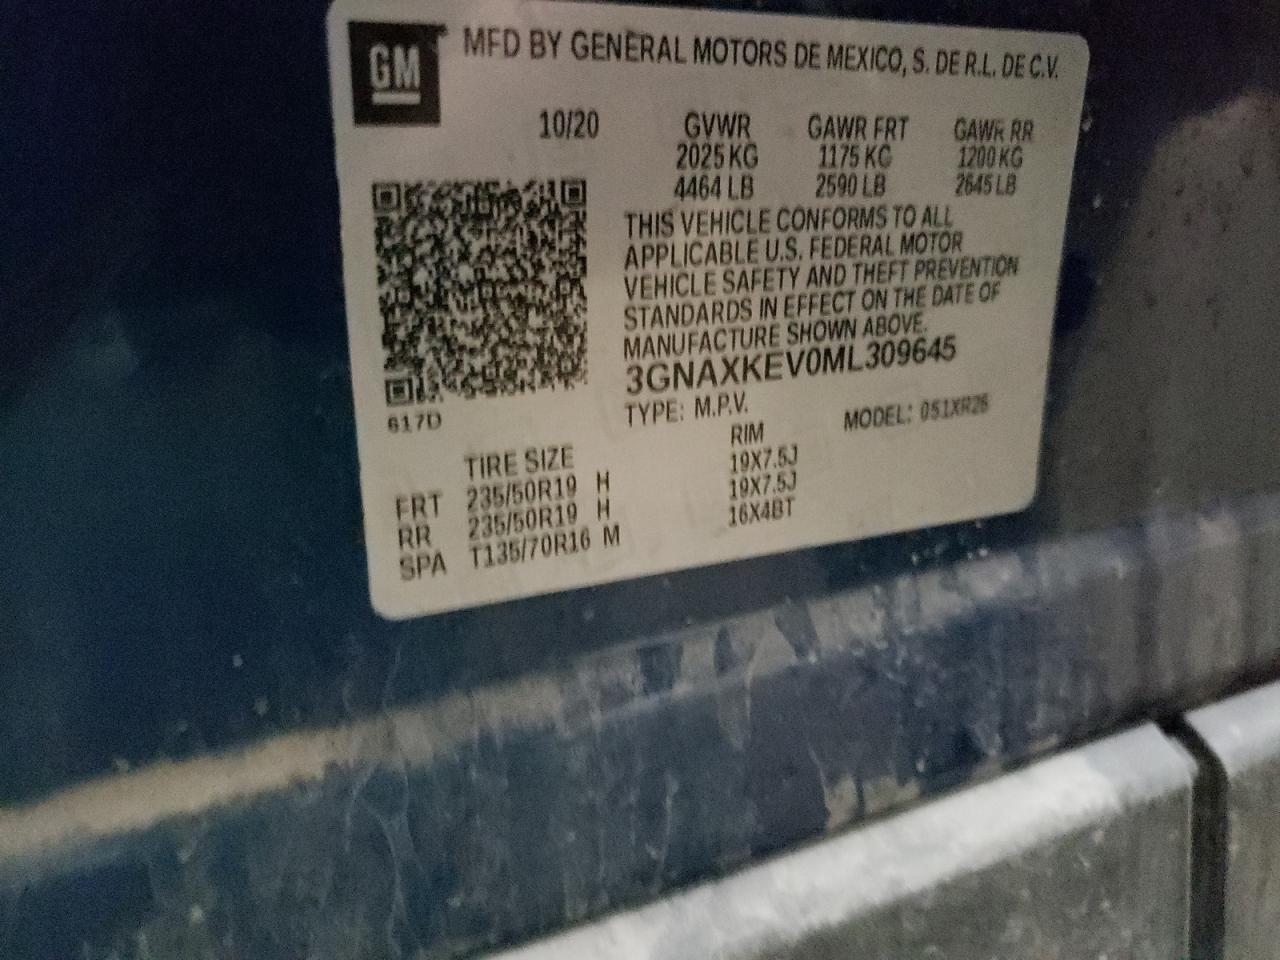 GM MFD BY GENERAL MOTORS DE MEXICO, S. DE R.L. DE C.V.
10/20 GVWR GAWR FRT GAWR RR
2025 KG 1175 KG 1200 KG
4464 LB 2590 LB 2645 LB
THIS VEHICLE CONFORMS TO ALL
APPLICABLE U.S. FEDERAL MOTOR
VEHICLE SAFETY AND THEFT PREVENTION
STANDARDS IN EFFECT ON THE DATE OF
MANUFACTURE SHOWN ABOVE.
3GNAXKEV0ML309645
617D
TYPE: M.P.V. MODEL: 051XR26
TIRE SIZE RIM
FRT 235/50R19 H 19X7.5J
RR 235/50R19 H 19X7.5J
SPA T135/70R16 M 16X4BT